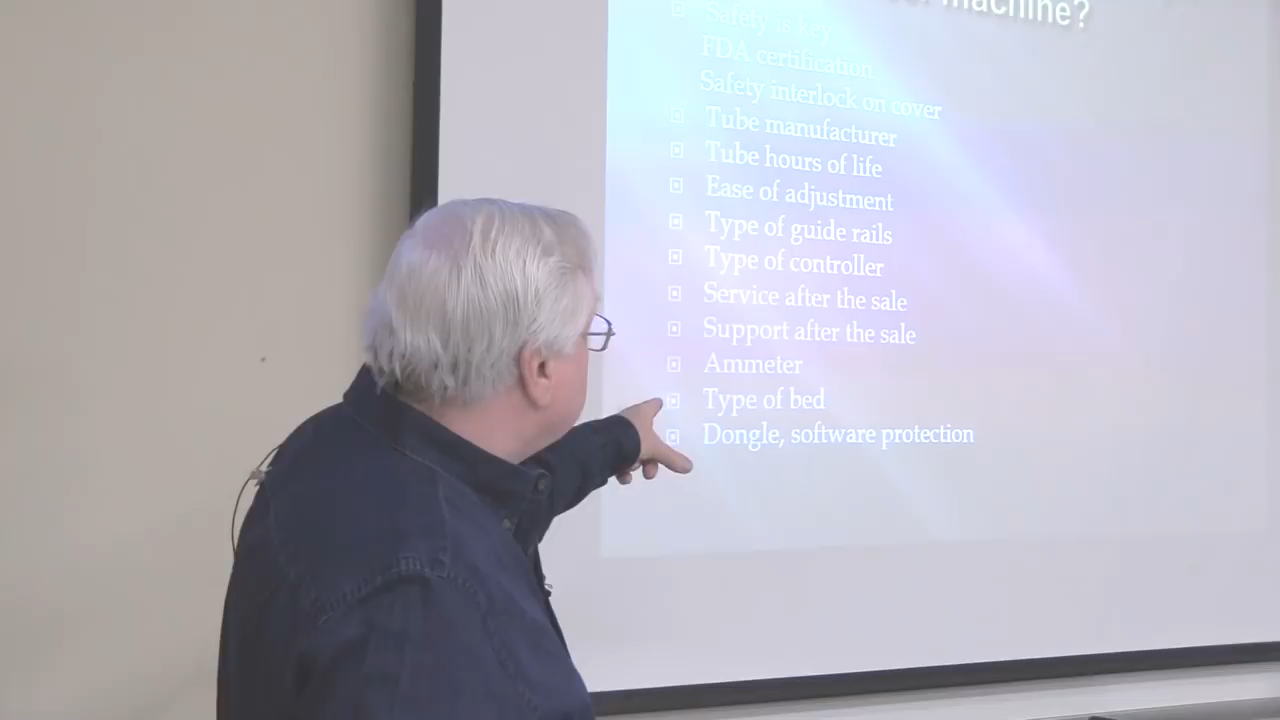 machine?
Safety is key
FDA certification
Safety interlock on cover
Tube manufacturer
Tube hours of life
Ease of adjustment
Type of guide rails
Type of controller
Service after the sale
Support after the sale
Ammeter
Type of bed
Dongle, software protection